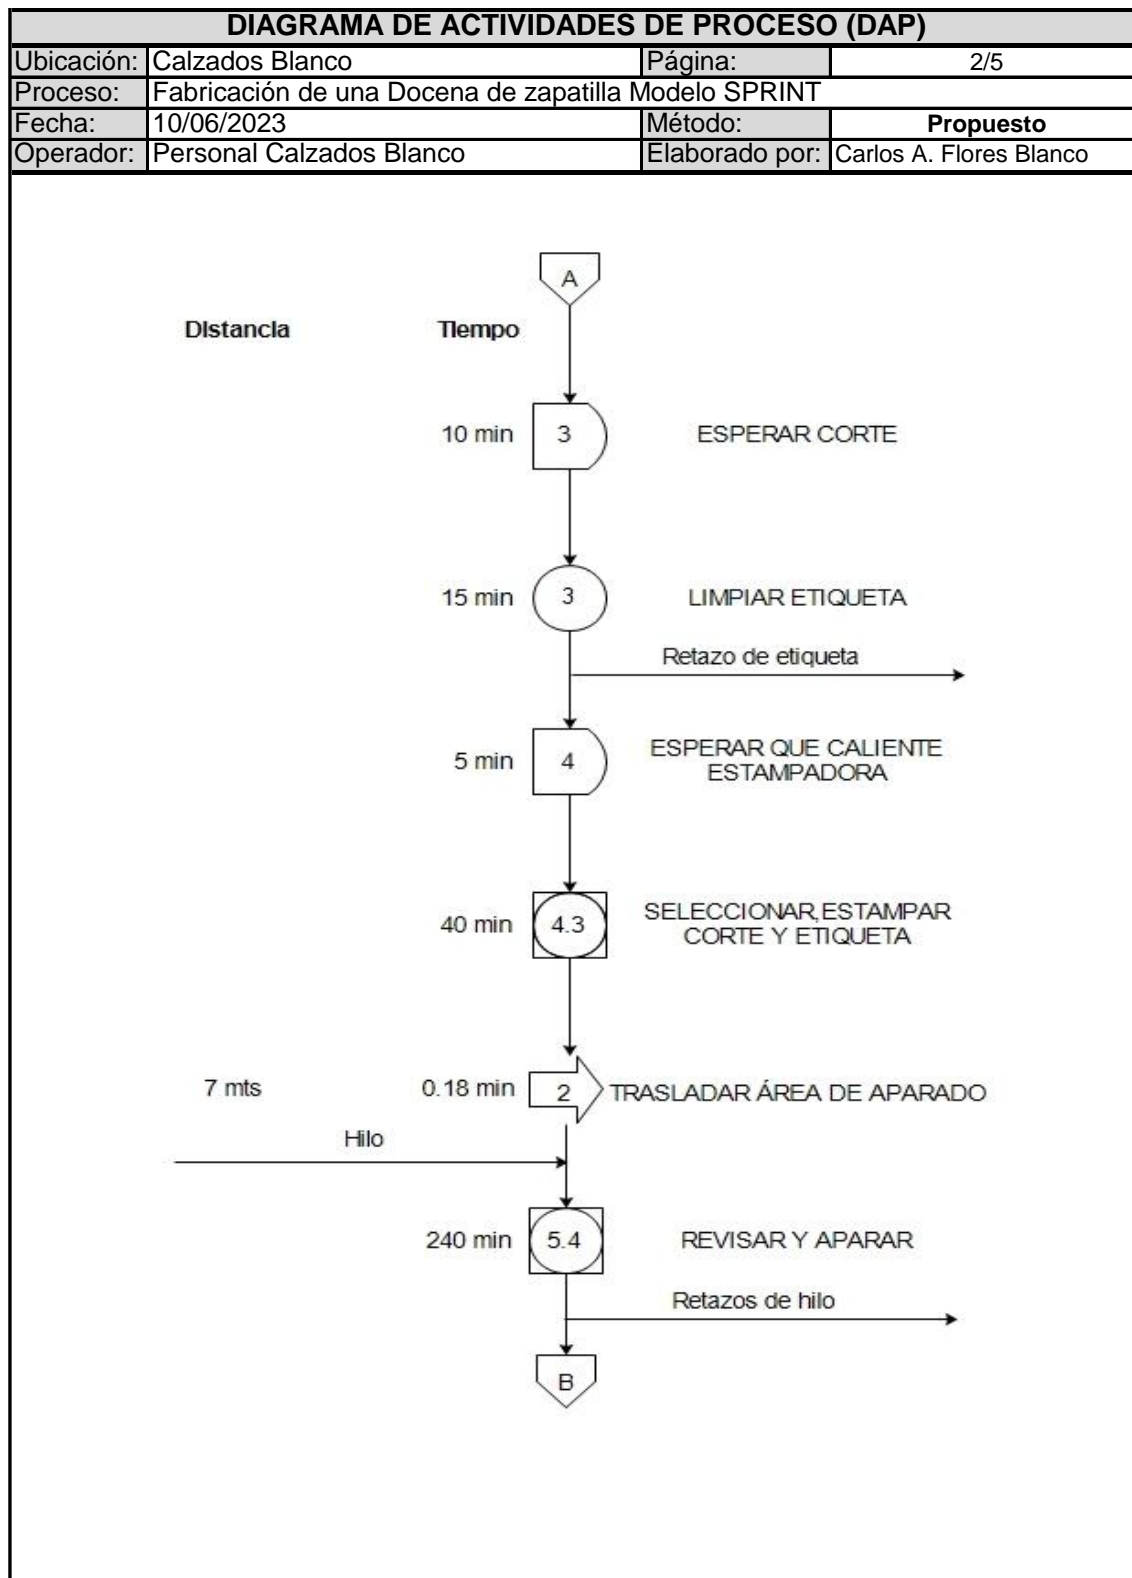 DIAGRAMA DE ACTIVIDADES DE PROCESO (DAP)
Ubicación: Calzados Blanco Página: 2/5
Proceso: Fabricación de una Docena de zapatilla Modelo SPRINT
Fecha: 10/06/2023 Método: Propuesto
Operador: Personal Calzados Blanco Elaborado por: Carlos A. Flores Blanco
A
Distancia Tiempo
10 min 3 ESPERAR CORTE
15 min 3 LIMPIAR ETIQUETA
Retazo de etiqueta
5 min 4 ESPERAR QUE CALIENTE
ESTAMPADORA
40 min 4.3 SELECCIONAR,ESTAMPAR
CORTE Y ETIQUETA
7 mts 0.18 min 2 TRASLADAR ÁREA DE APARADO
Hilo
240 min 5.4 REVISAR Y APARAR
Retazos de hilo
B